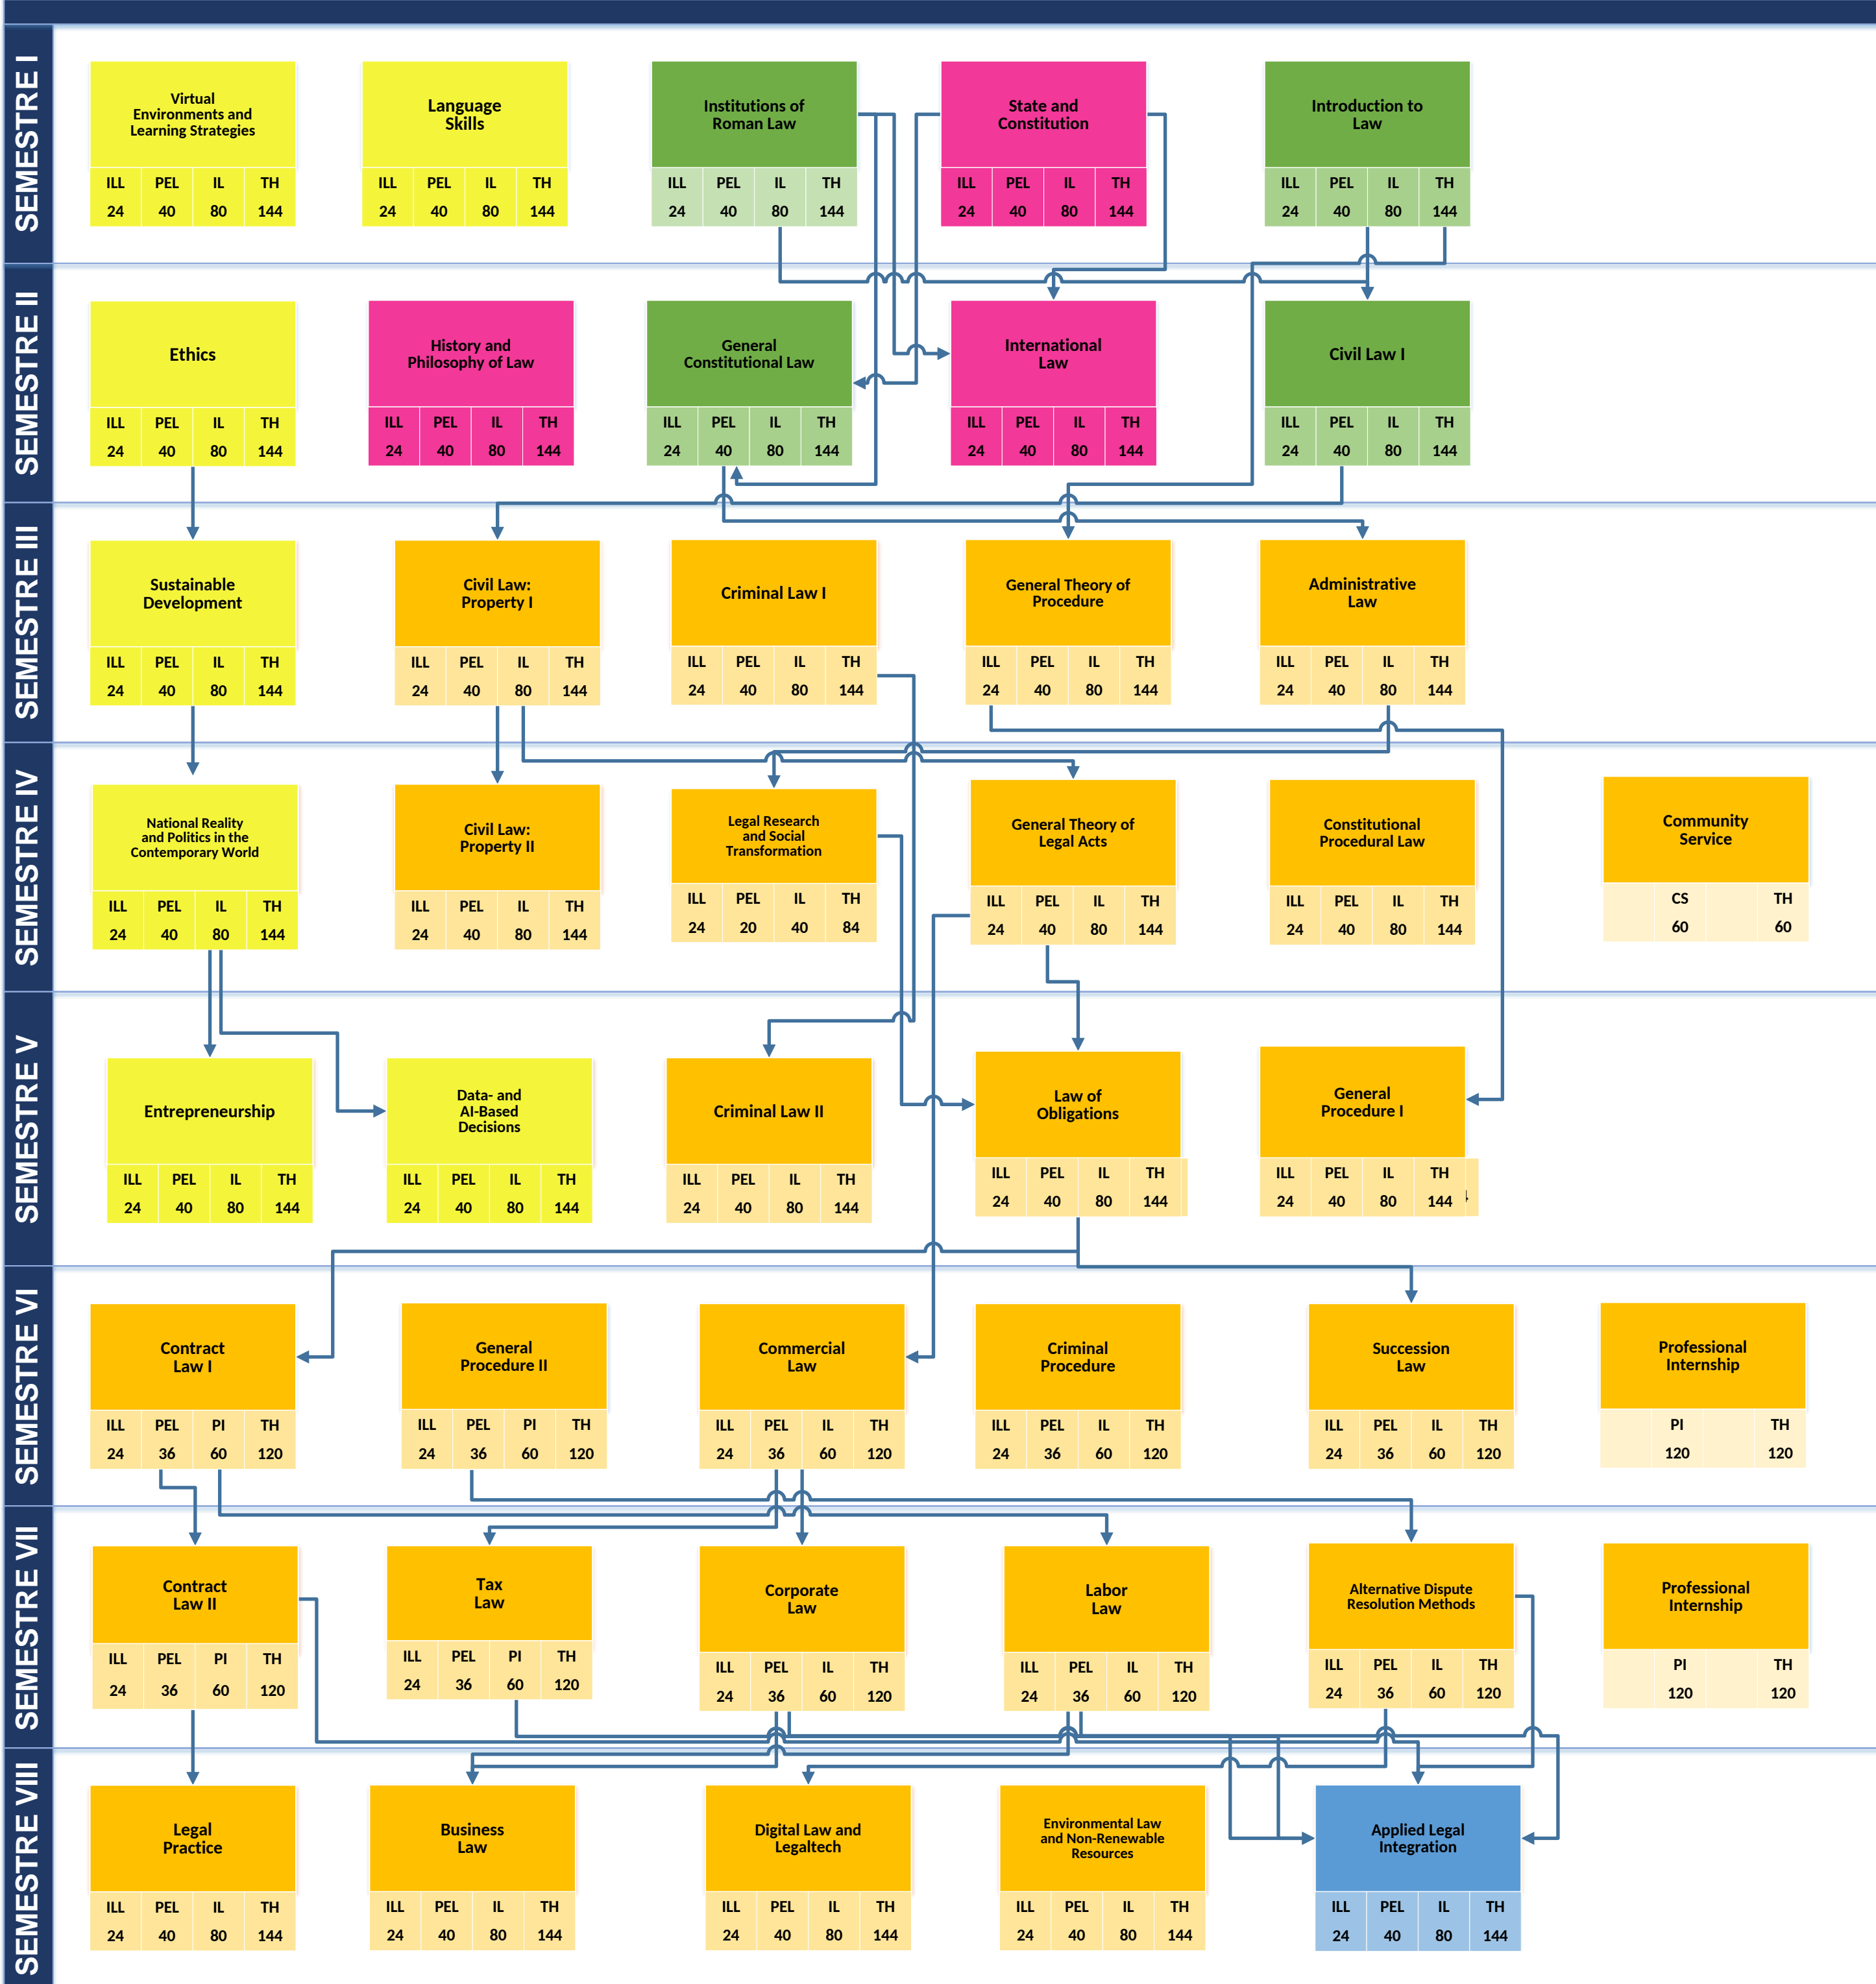 SEMESTRE I
Virtual
Environments and
Learning Strategies
ILL PEL IL TH
24 40 80 144
Language
Skills
ILL PEL IL TH
24 40 80 144
Institutions of
Roman Law
ILL PEL IL TH
24 40 80 144
State and
Constitution
ILL PEL IL TH
24 40 80 144
Introduction to
Law
ILL PEL IL TH
24 40 80 144
SEMESTRE II
Ethics
ILL PEL IL TH
24 40 80 144
History and
Philosophy of Law
ILL PEL IL TH
24 40 80 144
General
Constitutional Law
ILL PEL IL TH
24 40 80 144
International
Law
ILL PEL IL TH
24 40 80 144
Civil Law I
ILL PEL IL TH
24 40 80 144
SEMESTRE III
Sustainable
Development
ILL PEL IL TH
24 40 80 144
Civil Law:
Property I
ILL PEL IL TH
24 40 80 144
Criminal Law I
ILL PEL IL TH
24 40 80 144
General Theory of
Procedure
ILL PEL IL TH
24 40 80 144
Administrative
Law
ILL PEL IL TH
24 40 80 144
SEMESTRE IV
National Reality
and Politics in the
Contemporary World
ILL PEL IL TH
24 40 80 144
Civil Law:
Property II
ILL PEL IL TH
24 40 80 144
Legal Research
and Social
Transformation
ILL PEL IL TH
24 20 40 84
General Theory of
Legal Acts
ILL PEL IL TH
24 40 80 144
Constitutional
Procedural Law
ILL PEL IL TH
24 40 80 144
Community
Service
CS TH
60 60
SEMESTRE V
Entrepreneurship
ILL PEL IL TH
24 40 80 144
Data- and
AI-Based
Decisions
ILL PEL IL TH
24 40 80 144
Criminal Law II
ILL PEL IL TH
24 40 80 144
Law of
Obligations
ILL PEL IL TH
24 40 80 144
General
Procedure I
ILL PEL IL TH
24 40 80 144
SEMESTRE VI
Contract
Law I
ILL PEL PI TH
24 36 60 120
General
Procedure II
ILL PEL PI TH
24 36 60 120
Commercial
Law
ILL PEL IL TH
24 36 60 120
Criminal
Procedure
ILL PEL IL TH
24 36 60 120
Succession
Law
ILL PEL IL TH
24 36 60 120
Professional
Internship
PI TH
120 120
SEMESTRE VII
Contract
Law II
ILL PEL PI TH
24 36 60 120
Tax
Law
ILL PEL PI TH
24 36 60 120
Corporate
Law
ILL PEL IL TH
24 36 60 120
Labor
Law
ILL PEL IL TH
24 36 60 120
Alternative Dispute
Resolution Methods
ILL PEL IL TH
24 36 60 120
Professional
Internship
PI TH
120 120
SEMESTRE VIII
Legal
Practice
ILL PEL IL TH
24 40 80 144
Business
Law
ILL PEL IL TH
24 40 80 144
Digital Law and
Legaltech
ILL PEL IL TH
24 40 80 144
Environmental Law
and Non-Renewable
Resources
ILL PEL IL TH
24 40 80 144
Applied Legal
Integration
ILL PEL IL TH
24 40 80 144